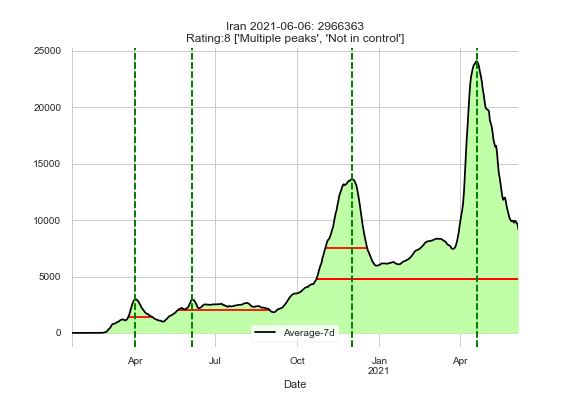 Iran 2021-06-06: 2966363
Rating:8 ['Multiple peaks', 'Not in control']
25000
20000
15000
10000
5000
0
Average-7d
Apr
Jul
Oct
Jan
2021
Apr
Date